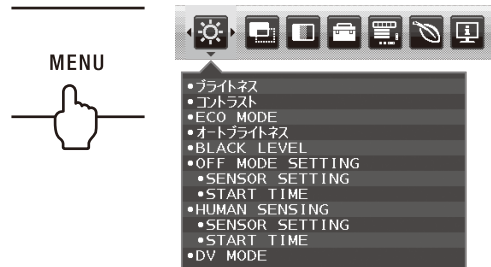 MENU
•ブライトネス
•コントラスト
•ECO MODE
•オートブライトネス
•BLACK LEVEL
•OFF MODE SETTING
•SENSOR SETTING
•START TIME
•HUMAN SENSING
•SENSOR SETTING
•START TIME
•DV MODE